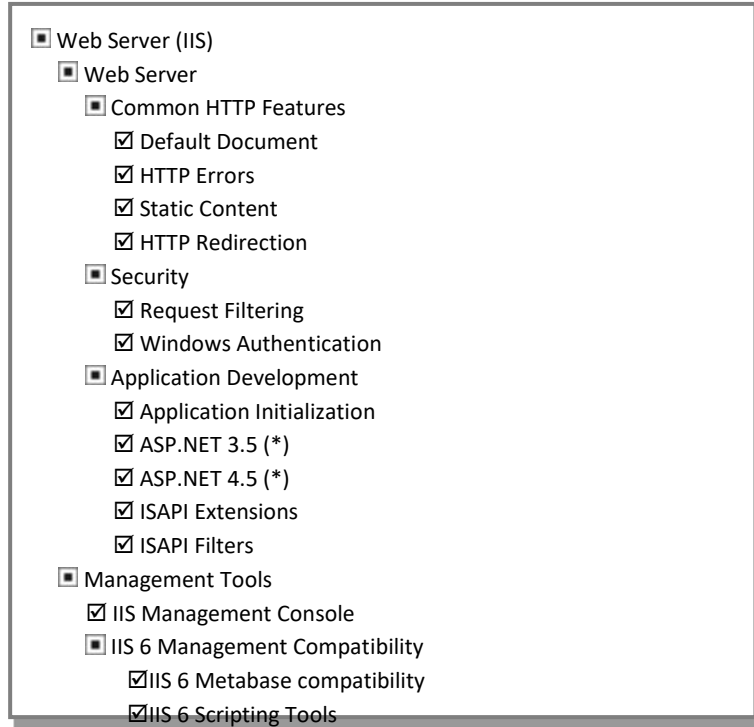 Web Server (IIS)
Web Server
Common HTTP Features
Default Document
HTTP Errors
Static Content
HTTP Redirection
Security
Request Filtering
Windows Authentication
Application Development
Application Initialization
ASP.NET 3.5 (*)
ASP.NET 4.5 (*)
ISAPI Extensions
ISAPI Filters
Management Tools
IIS Management Console
IIS 6 Management Compatibility
IIS 6 Metabase compatibility
IIS 6 Scripting Tools